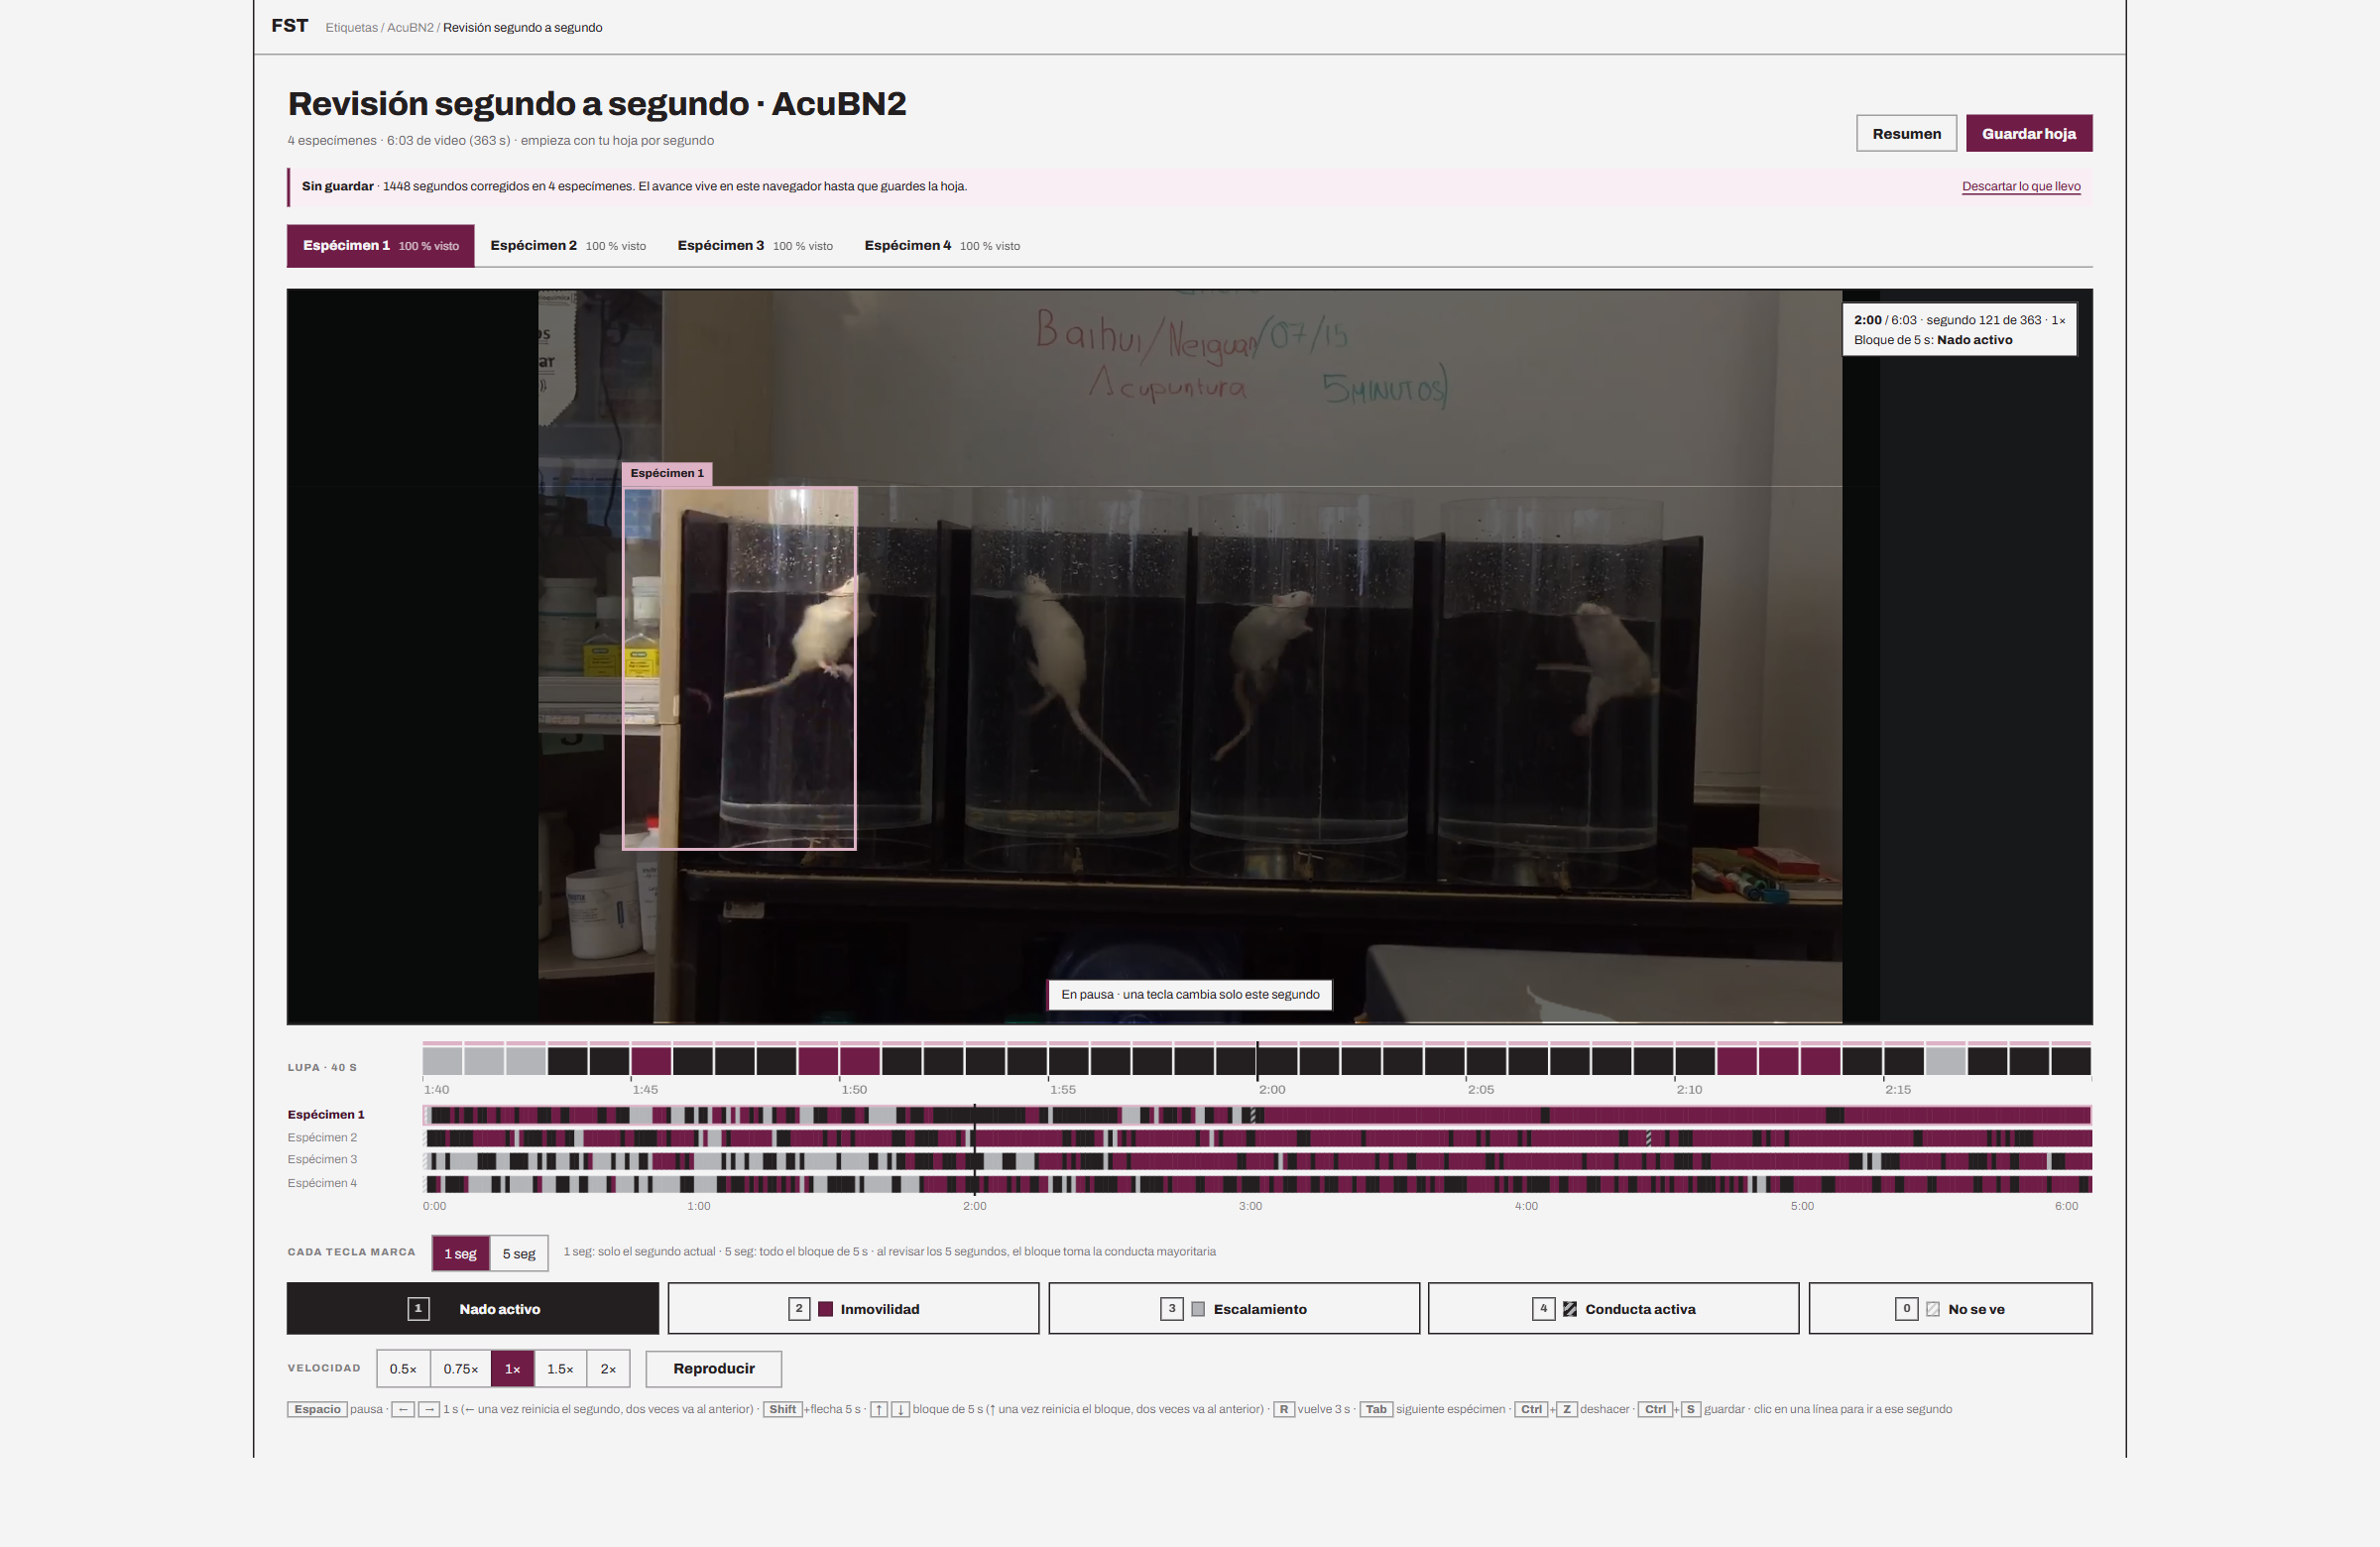 FST Etiquetas / AcuBN2 / Revisión segundo a segundo
Revisión segundo a segundo · AcuBN2
4 especímenes · 6:03 de video (363 s) · empieza con tu hoja por segundo
Resumen
Guardar hoja
Sin guardar · 1448 segundos corregidos en 4 especímenes. El avance vive en este navegador hasta que guardes la hoja.
Descartar lo que llevo
Espécimen 1 100 % visto
Espécimen 2 100 % visto
Espécimen 3 100 % visto
Espécimen 4 100 % visto
2:00 / 6:03 · segundo 121 de 363 · 1×
Bloque de 5 s: Nado activo
Baihui/Neiguan/07/15
Acupuntura 5MINUTOS)
Espécimen 1
En pausa · una tecla cambia solo este segundo
LUPA · 40 S
1:40 1:45 1:50 1:55 2:00 2:05 2:10 2:15
Espécimen 1
Espécimen 2
Espécimen 3
Espécimen 4
0:00 1:00 2:00 3:00 4:00 5:00 6:00
CADA TECLA MARCA 1 seg 5 seg 1 seg: solo el segundo actual · 5 seg: todo el bloque de 5 s · al revisar los 5 segundos, el bloque toma la conducta mayoritaria
1 Nado activo
2 Inmovilidad
3 Escalamiento
4 Conducta activa
0 No se ve
VELOCIDAD 0.5× 0.75× 1× 1.5× 2× Reproducir
Espacio pausa · ← → 1 s (← una vez reinicia el segundo, dos veces va al anterior) · Shift +flecha 5 s · ↑ ↓ bloque de 5 s (↑ una vez reinicia el bloque, dos veces va al anterior) · R vuelve 3 s · Tab siguiente espécimen · Ctrl + Z deshacer · Ctrl + S guardar · clic en una línea para ir a ese segundo